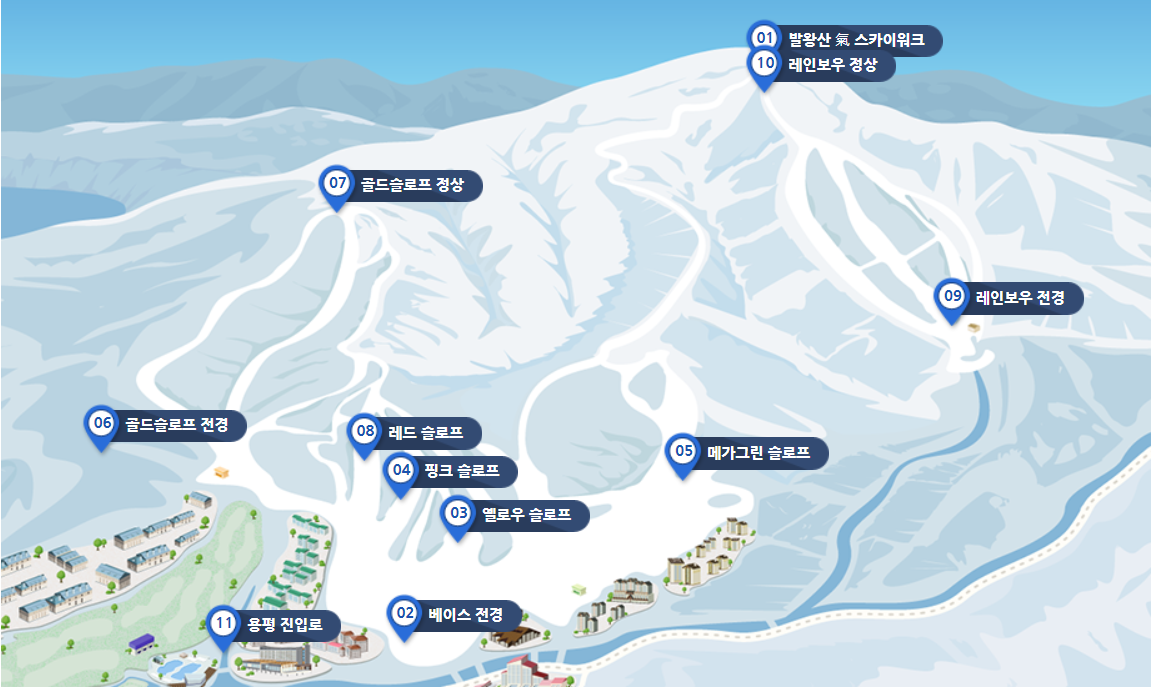 01 발왕산 氣 스카이워크
10 레인보우 정상
07 골드슬로프 정상
09 레인보우 전경
06 골드슬로프 전경
08 레드 슬로프
05 메가그린 슬로프
04 핑크 슬로프
03 옐로우 슬로프
02 베이스 전경
11 용평 진입로